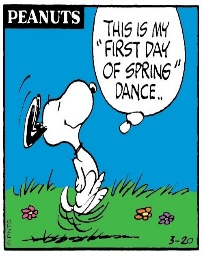 PEANUTS
THIS IS MY
"FIRST DAY
OF SPRING"
DANCE..
3-20